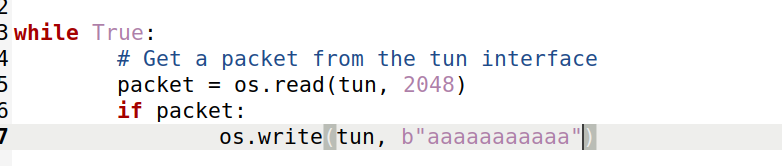 2
3 while True:
4         # Get a packet from the tun interface
5         packet = os.read(tun, 2048)
6         if packet:
7                 os.write(tun, b"aaaaaaaaaaa")